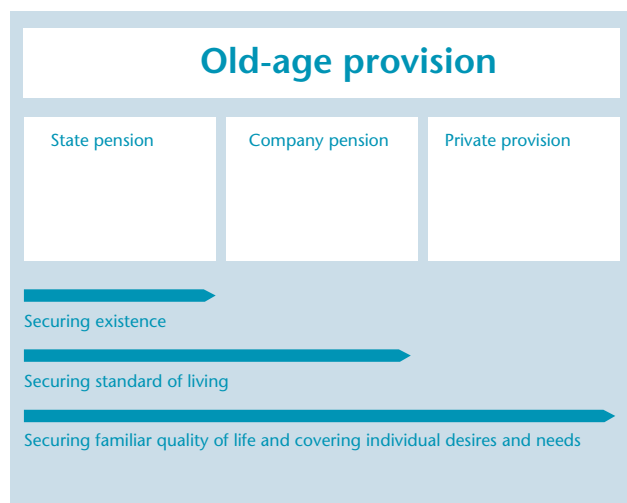 Old-age provision
State pension
Company pension
Private provision
Securing existence
Securing standard of living
Securing familiar quality of life and covering individual desires and needs